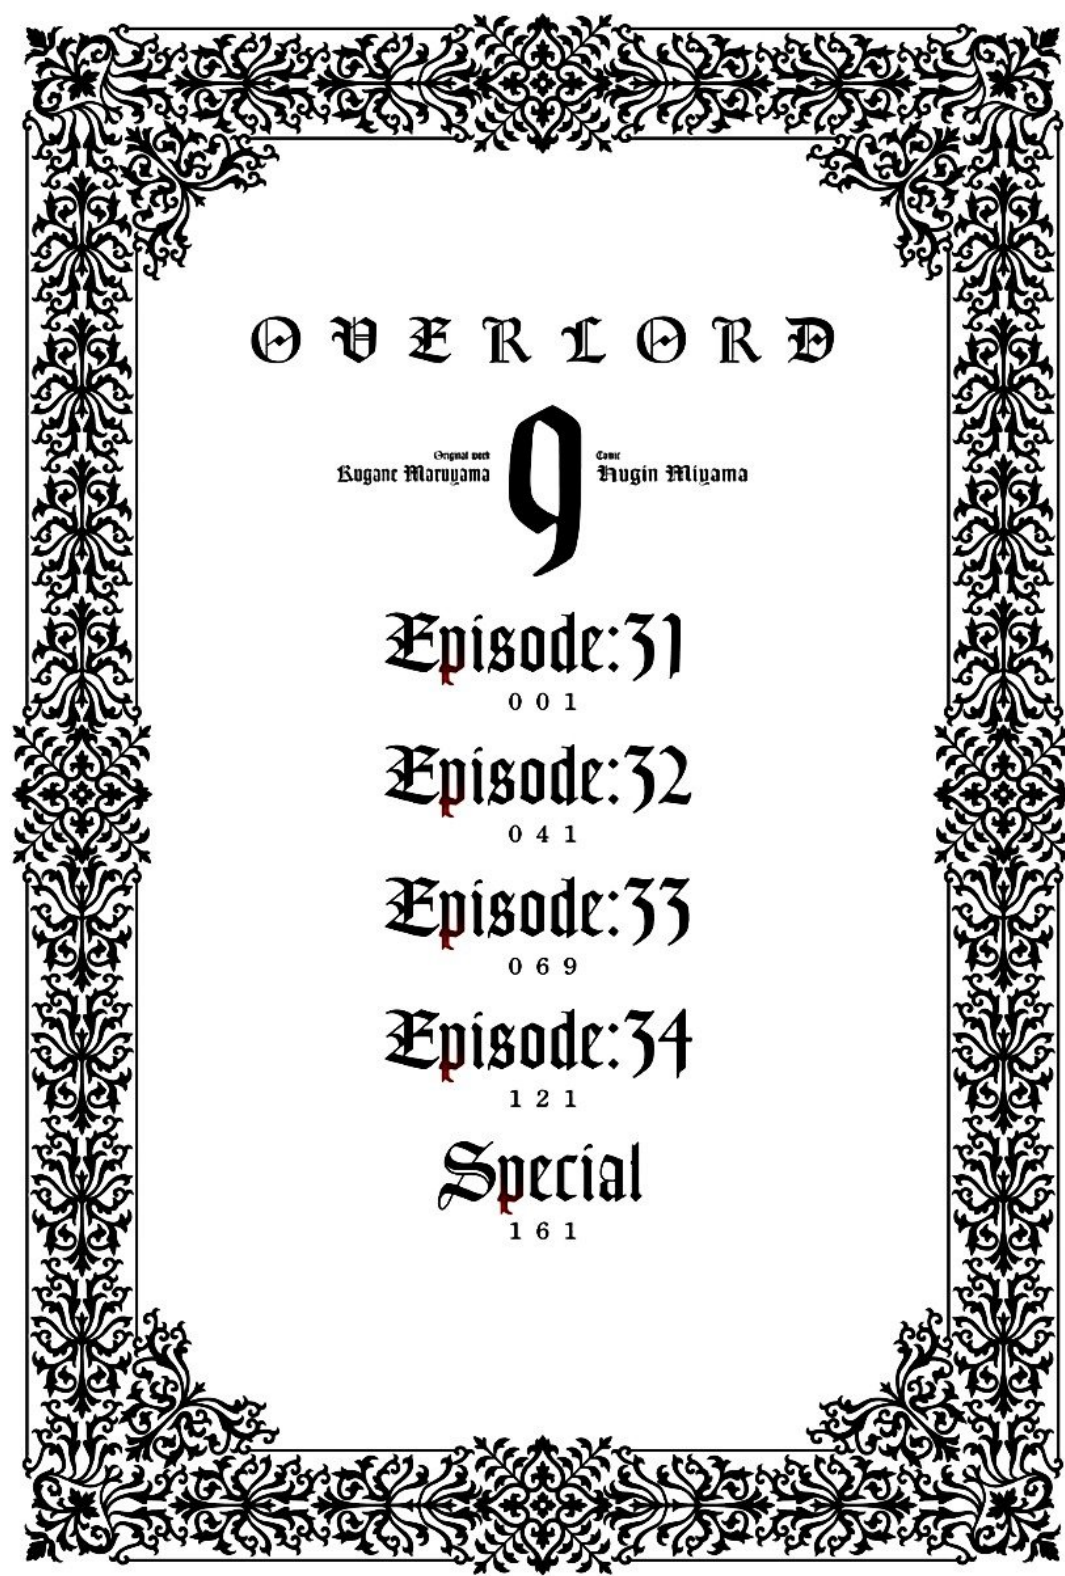 OVERLORD
9
Original work
Kugane Maruyama
Comic
Hugin Miyama
Episode:31
001
Episode:32
041
Episode:33
069
Episode:34
121
Special
161